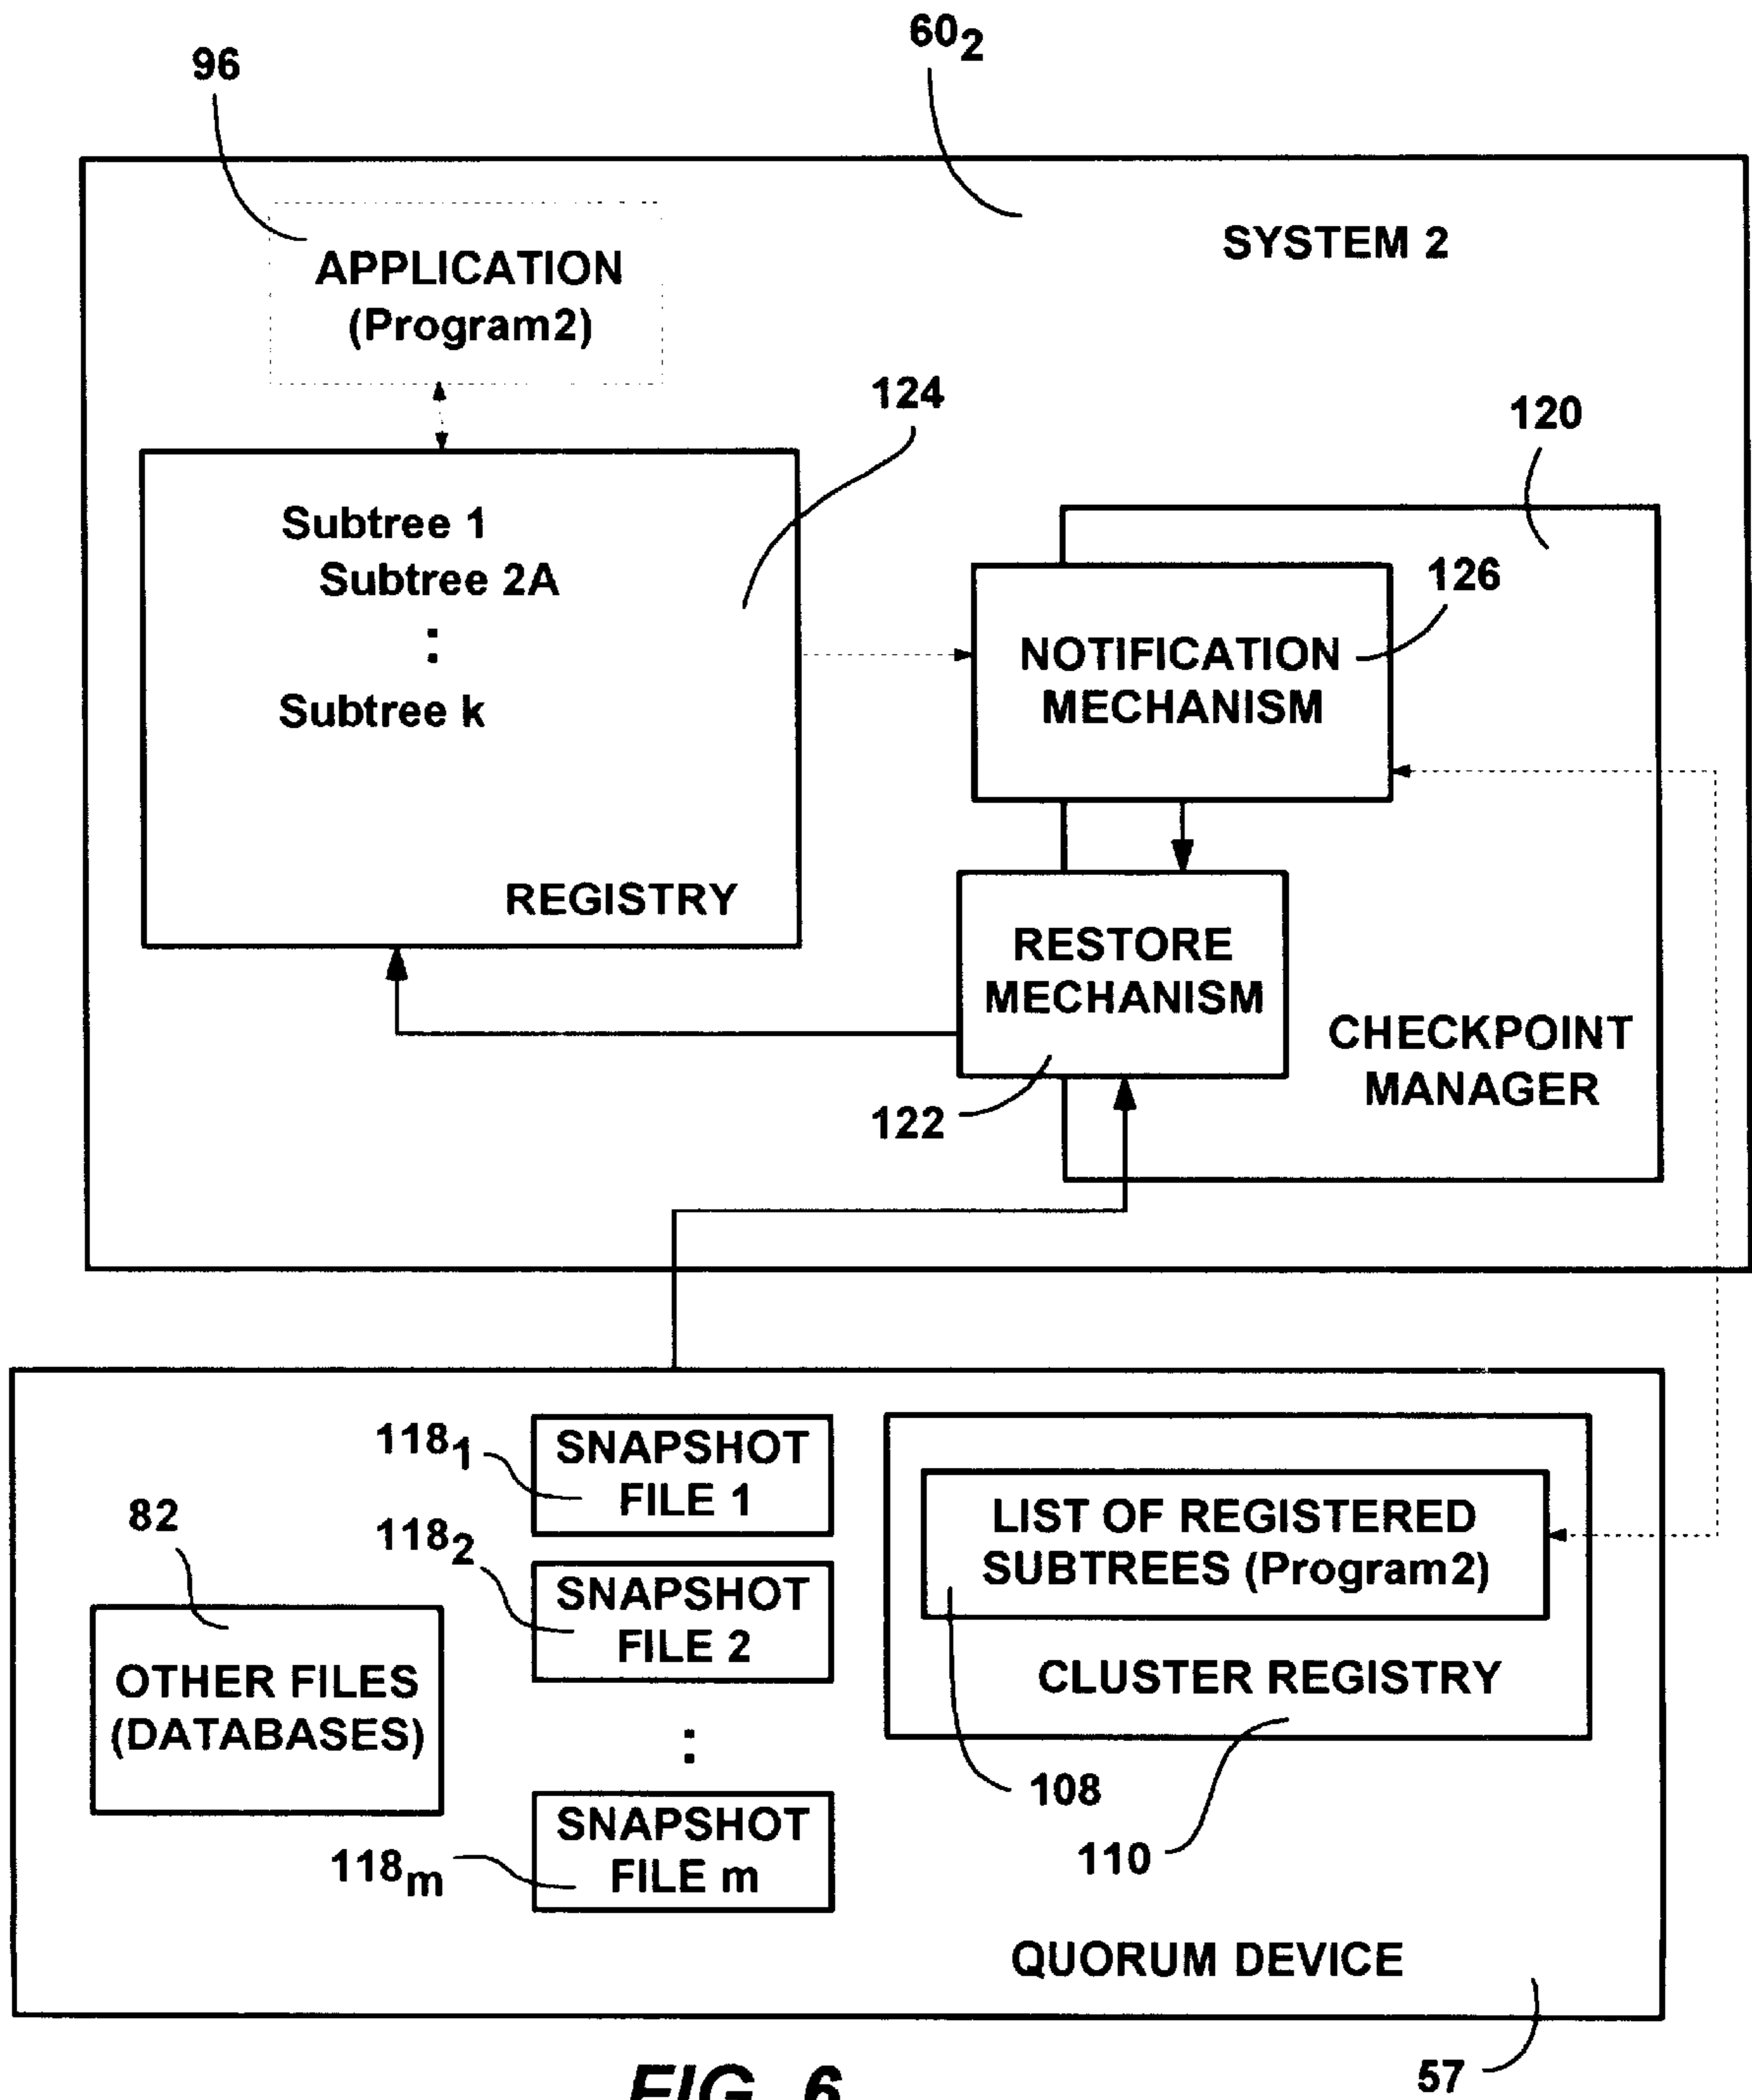 60₂
96
SYSTEM 2
APPLICATION
(Program2)
124
120
Subtree 1
Subtree 2A
:
Subtree k
REGISTRY
126
NOTIFICATION
MECHANISM
RESTORE
MECHANISM
122
CHECKPOINT
MANAGER
118₁
SNAPSHOT
FILE 1
118₂
SNAPSHOT
FILE 2
:
118ₘ
SNAPSHOT
FILE m
82
OTHER FILES
(DATABASES)
LIST OF REGISTERED
SUBTREES (Program2)
CLUSTER REGISTRY
108
110
QUORUM DEVICE
57
FIG. 6